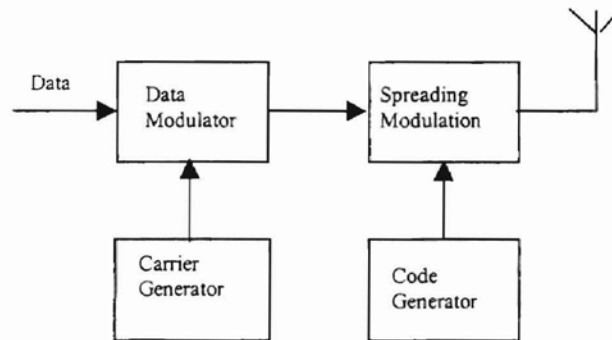 Data
Data
Modulator
Spreading
Modulation
Carrier
Generator
Code
Generator